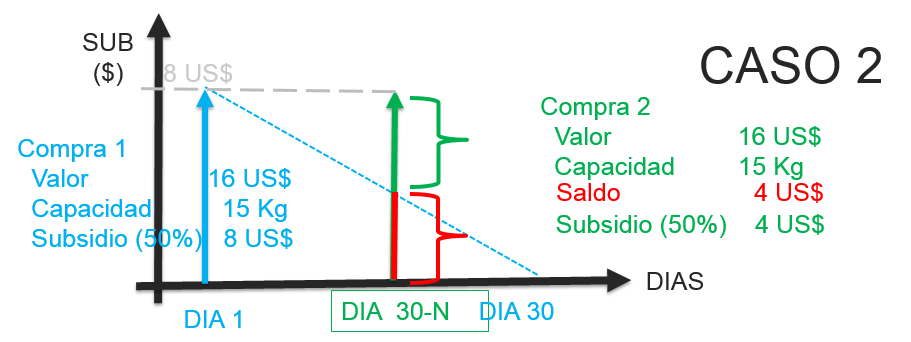 SUB
($)
8 US$
CASO 2
Compra 1
Valor 16 US$
Capacidad 15 Kg
Subsidio (50%) 8 US$
Compra 2
Valor 16 US$
Capacidad 15 Kg
Saldo 4 US$
Subsidio (50%) 4 US$
DIAS
DIA 1
DIA 30-N
DIA 30